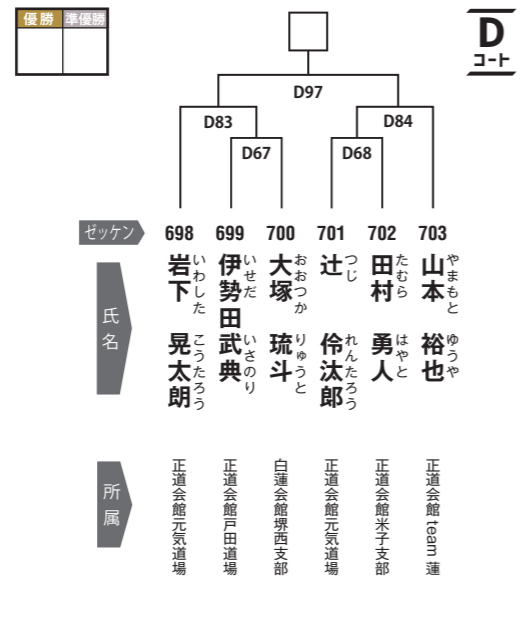 優勝 準優勝
D
コート
D97
D83 D84
D67 D68
ゼッケン 698 699 700 701 702 703
氏名
岩下 晃太朗
いわした こうたろう
伊勢田 武典
いせだ いさのり
大塚 琉斗
おおつか りゅうと
辻 伶汰郎
つじ れんたろう
田村 勇人
たむら はやと
山本 裕也
やまもと ゆうや
所属
正道会館元気道場
正道会館戸田道場
白蓮会館堺西支部
正道会館元気道場
正道会館米子支部
正道会館 team 蓮